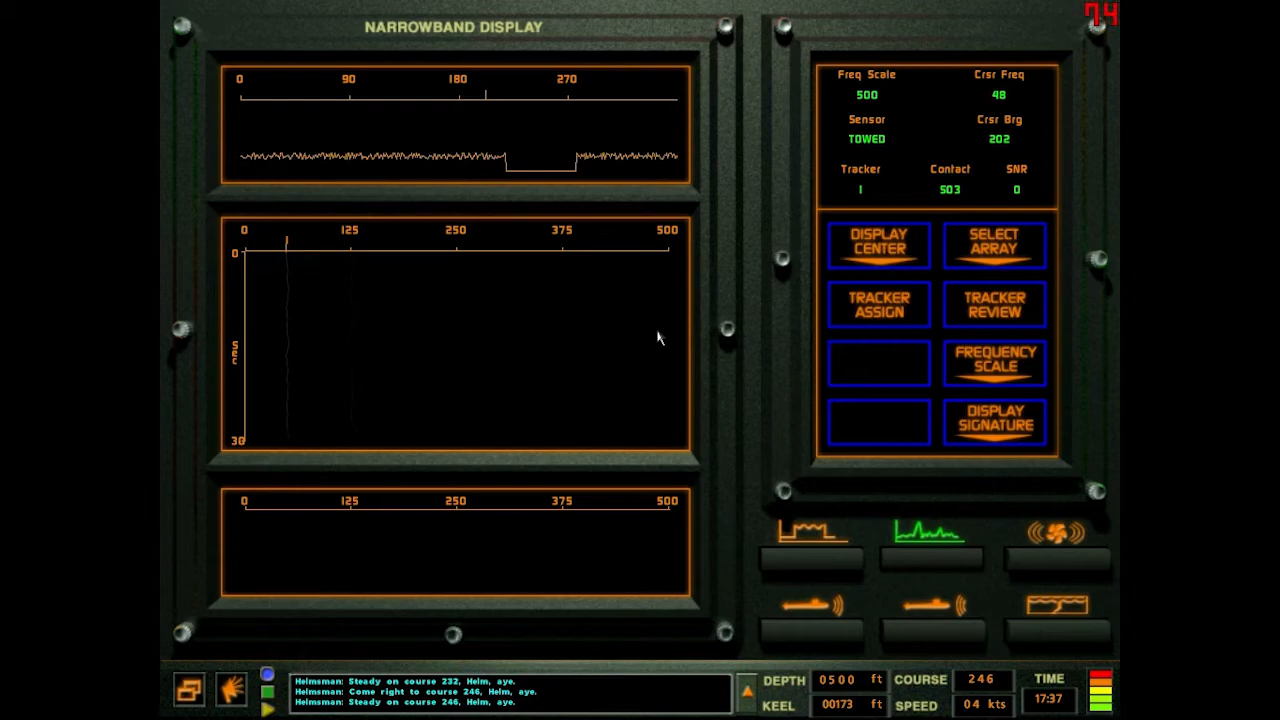 74
NARROWBAND DISPLAY
0 90 180 270
0 125 250 375 500
0
Sec
30
0 125 250 375 500
Freq Scale Crsr Freq
500 48
Sensor Crsr Brg
TOWED 202
Tracker Contact SNR
1 S03 0
DISPLAY CENTER
SELECT ARRAY
TRACKER ASSIGN
TRACKER REVIEW
FREQUENCY SCALE
DISPLAY SIGNATURE
Helmsman: Steady on course 232, Helm, aye.
Helmsman: Come right to course 246, Helm, aye.
Helmsman: Steady on course 246, Helm, aye.
DEPTH 0500 ft COURSE 246 TIME
KEEL 00173 ft SPEED 04 kts 17:37